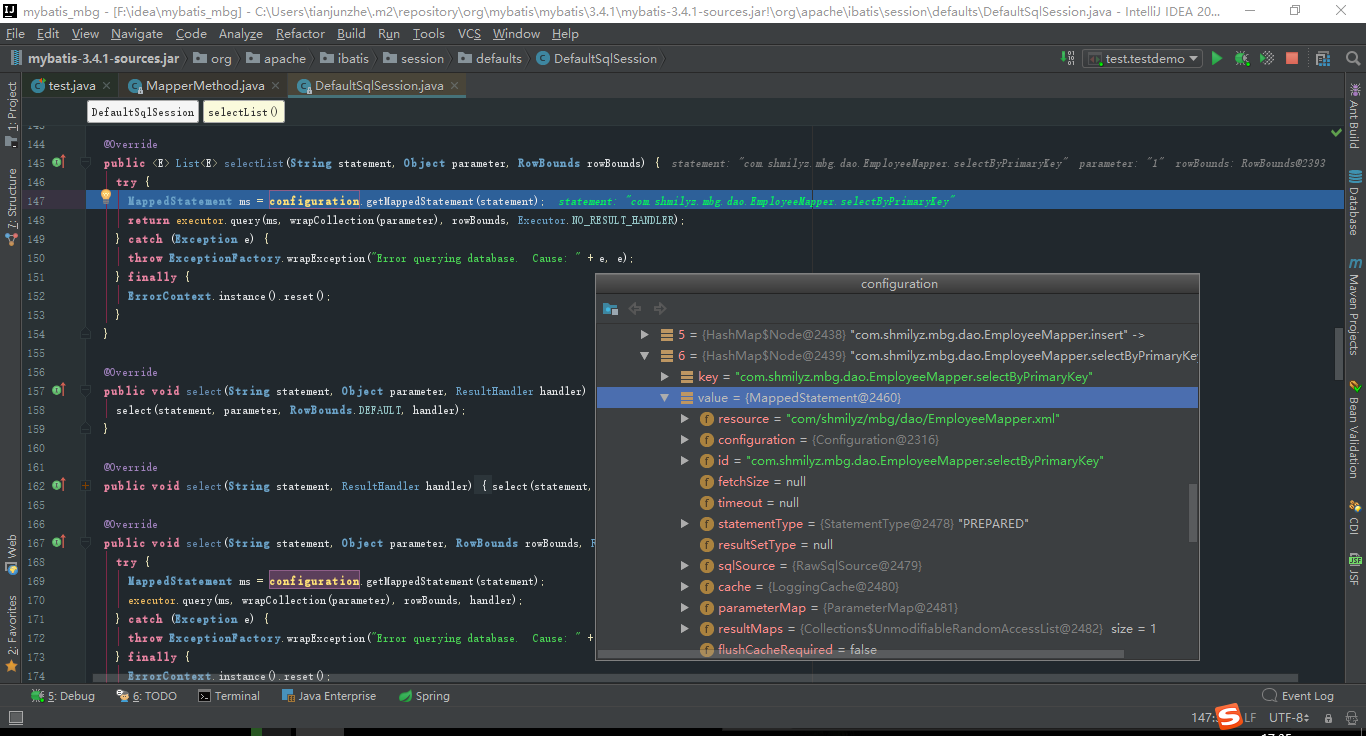 mybatis_mbg - [F:\idea\mybatis_mbg] - C:\Users\tianjunzhe\.m2\repository\org\mybatis\mybatis\3.4.1\mybatis-3.4.1-sources.jar!\org\apache\ibatis\session\defaults\DefaultSqlSession.java - IntelliJ IDEA 20...
File Edit View Navigate Code Analyze Refactor Build Run Tools VCS Window Help
mybatis-3.4.1-sources.jar org apache ibatis session defaults DefaultSqlSession test.testdemo
test.java MapperMethod.java DefaultSqlSession.java
DefaultSqlSession selectList()
143
144 @Override
145 public <E> List<E> selectList(String statement, Object parameter, RowBounds rowBounds) { statement: "com.shmilyz.mbg.dao.EmployeeMapper.selectByPrimaryKey" parameter: "1" rowBounds: RowBounds@2393
146 try {
147 MappedStatement ms = configuration.getMappedStatement(statement); statement: "com.shmilyz.mbg.dao.EmployeeMapper.selectByPrimaryKey"
148 return executor.query(ms, wrapCollection(parameter), rowBounds, Executor.NO_RESULT_HANDLER);
149 } catch (Exception e) {
150 throw ExceptionFactory.wrapException("Error querying database.  Cause: " + e, e);
151 } finally {
152 ErrorContext.instance().reset();
153 }
154 }
155
156 @Override
157 public void select(String statement, Object parameter, ResultHandler handler)
158 select(statement, parameter, RowBounds.DEFAULT, handler);
159 }
160
161 @Override
162 public void select(String statement, ResultHandler handler) { select(statement,
165
166 @Override
167 public void select(String statement, Object parameter, RowBounds rowBounds, R
168 try {
169 MappedStatement ms = configuration.getMappedStatement(statement);
170 executor.query(ms, wrapCollection(parameter), rowBounds, handler);
171 } catch (Exception e) {
172 throw ExceptionFactory.wrapException("Error querying database.  Cause: " +
173 } finally {
174 ErrorContext.instance().reset();
configuration
5 = {HashMap$Node@2438} "com.shmilyz.mbg.dao.EmployeeMapper.insert" ->
6 = {HashMap$Node@2439} "com.shmilyz.mbg.dao.EmployeeMapper.selectByPrimaryKey
key = "com.shmilyz.mbg.dao.EmployeeMapper.selectByPrimaryKey"
value = {MappedStatement@2460}
resource = "com/shmilyz/mbg/dao/EmployeeMapper.xml"
configuration = {Configuration@2316}
id = "com.shmilyz.mbg.dao.EmployeeMapper.selectByPrimaryKey"
fetchSize = null
timeout = null
statementType = {StatementType@2478} "PREPARED"
resultSetType = null
sqlSource = {RawSqlSource@2479}
cache = {LoggingCache@2480}
parameterMap = {ParameterMap@2481}
resultMaps = {Collections$UnmodifiableRandomAccessList@2482} size = 1
flushCacheRequired = false
1: Project
7: Structure
Web
2: Favorites
Ant Build
Database
Maven Projects
Bean Validation
CDI
JSF
5: Debug 6: TODO Terminal Java Enterprise Spring Event Log
147: LF UTF-8